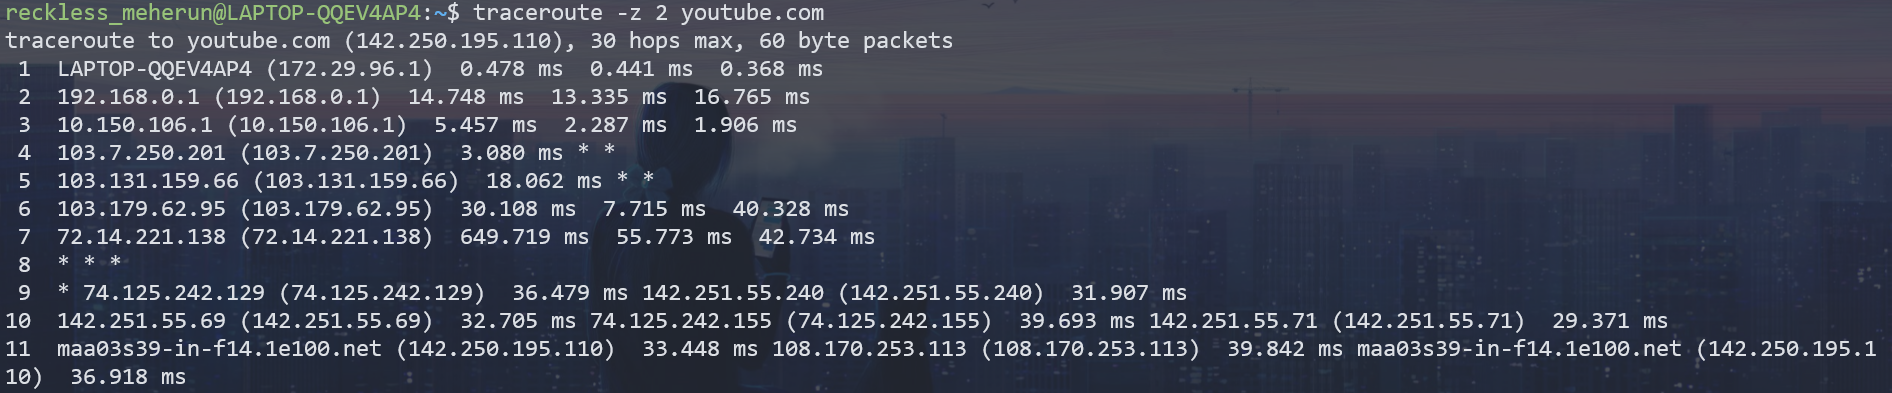 reckless_meherun@LAPTOP-QQEV4AP4:~$ traceroute -z 2 youtube.com
traceroute to youtube.com (142.250.195.110), 30 hops max, 60 byte packets
 1  LAPTOP-QQEV4AP4 (172.29.96.1)  0.478 ms  0.441 ms  0.368 ms
 2  192.168.0.1 (192.168.0.1)  14.748 ms  13.335 ms  16.765 ms
 3  10.150.106.1 (10.150.106.1)  5.457 ms  2.287 ms  1.906 ms
 4  103.7.250.201 (103.7.250.201)  3.080 ms * *
 5  103.131.159.66 (103.131.159.66)  18.062 ms * *
 6  103.179.62.95 (103.179.62.95)  30.108 ms  7.715 ms  40.328 ms
 7  72.14.221.138 (72.14.221.138)  649.719 ms  55.773 ms  42.734 ms
 8  * * *
 9  * 74.125.242.129 (74.125.242.129)  36.479 ms 142.251.55.240 (142.251.55.240)  31.907 ms
10  142.251.55.69 (142.251.55.69)  32.705 ms 74.125.242.155 (74.125.242.155)  39.693 ms 142.251.55.71 (142.251.55.71)  29.371 ms
11  maa03s39-in-f14.1e100.net (142.250.195.110)  33.448 ms 108.170.253.113 (108.170.253.113)  39.842 ms maa03s39-in-f14.1e100.net (142.250.195.1
10)  36.918 ms